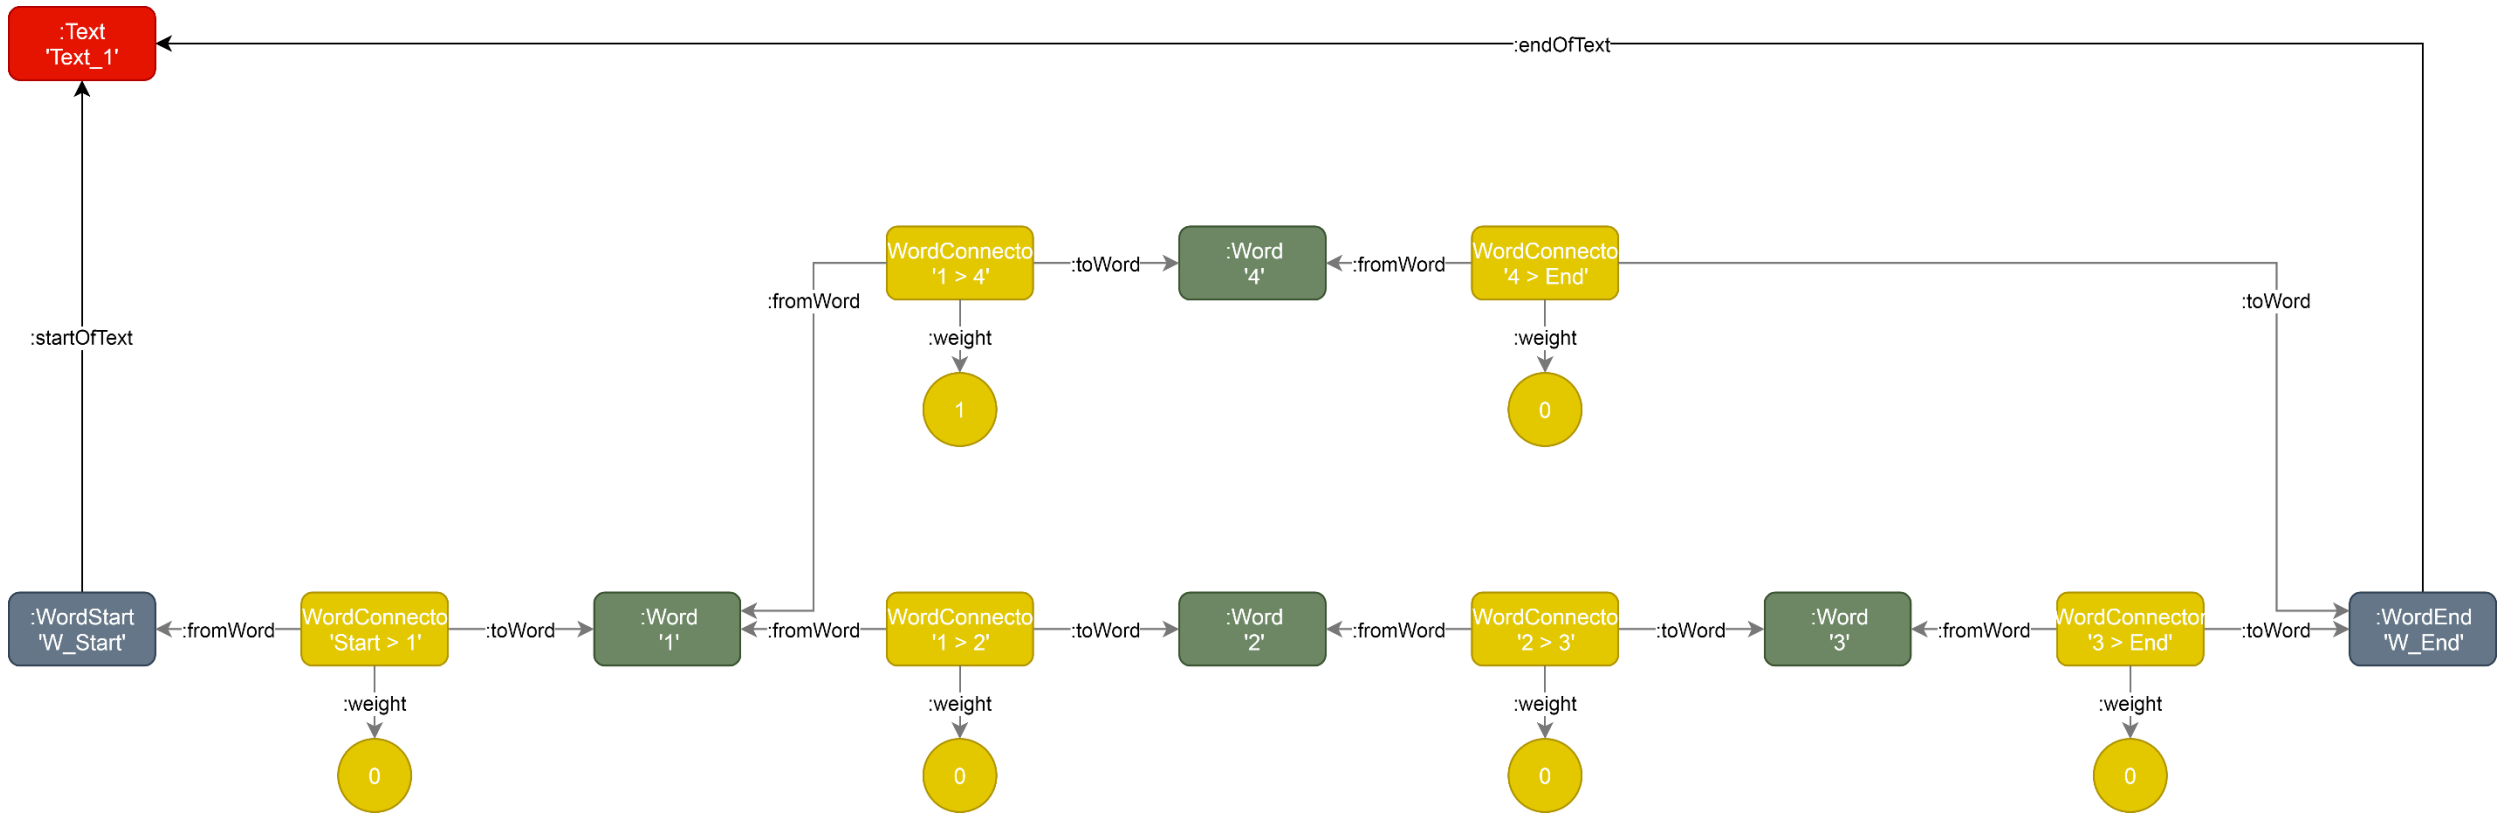 :Text
'Text_1'
:endOfText
:startOfText
WordConnecto
'1 > 4'
:toWord
:Word
'4'
:fromWord
WordConnecto
'4 > End'
:fromWord
:toWord
:weight
:weight
1
0
:WordStart
'W_Start'
:fromWord
WordConnecto
'Start > 1'
:toWord
:Word
'1'
:fromWord
WordConnecto
'1 > 2'
:toWord
:Word
'2'
:fromWord
WordConnecto
'2 > 3'
:toWord
:Word
'3'
:fromWord
WordConnector
'3 > End'
:toWord
:WordEnd
'W_End'
:weight
:weight
:weight
:weight
0
0
0
0